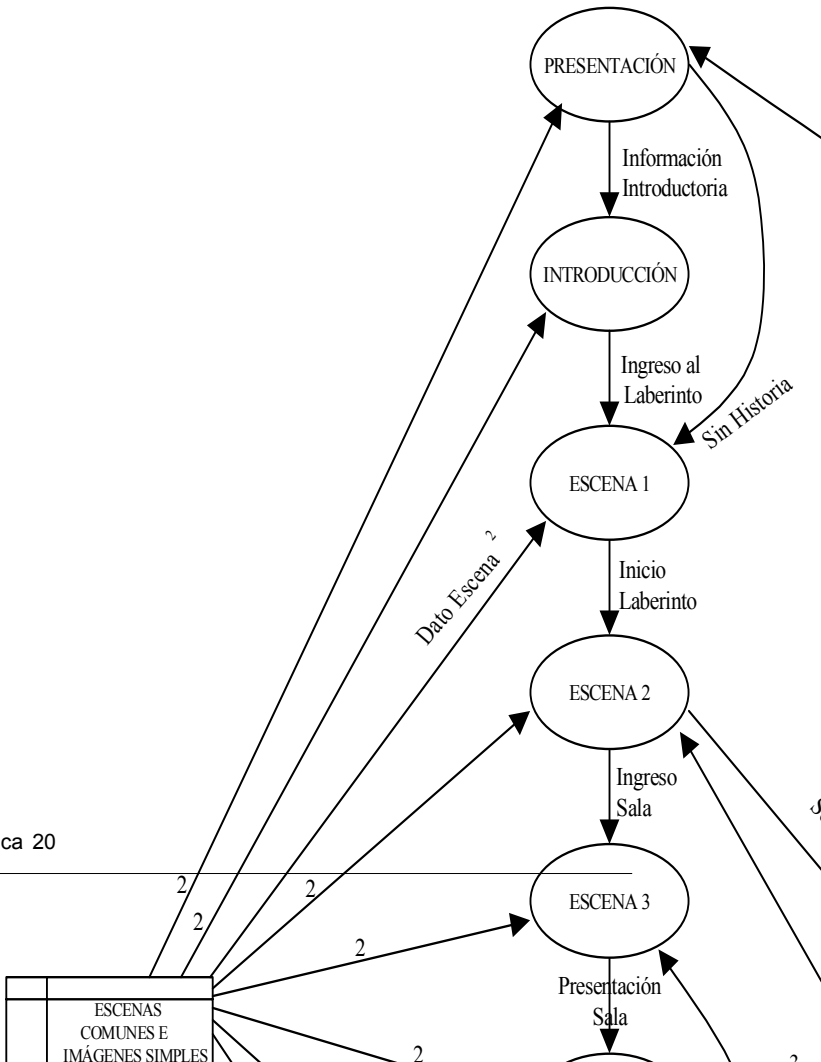 PRESENTACIÓN
Información
Introductoria
INTRODUCCIÓN
Ingreso al
Laberinto
Sin Historia
ESCENA 1
Dato Escena 2
Inicio
Laberinto
ESCENA 2
Ingreso
Sala
ca 20
2
2
2
ESCENA 3
2
Presentación
Sala
ESCENAS
COMUNES E
IMÁGENES SIMPLES
2